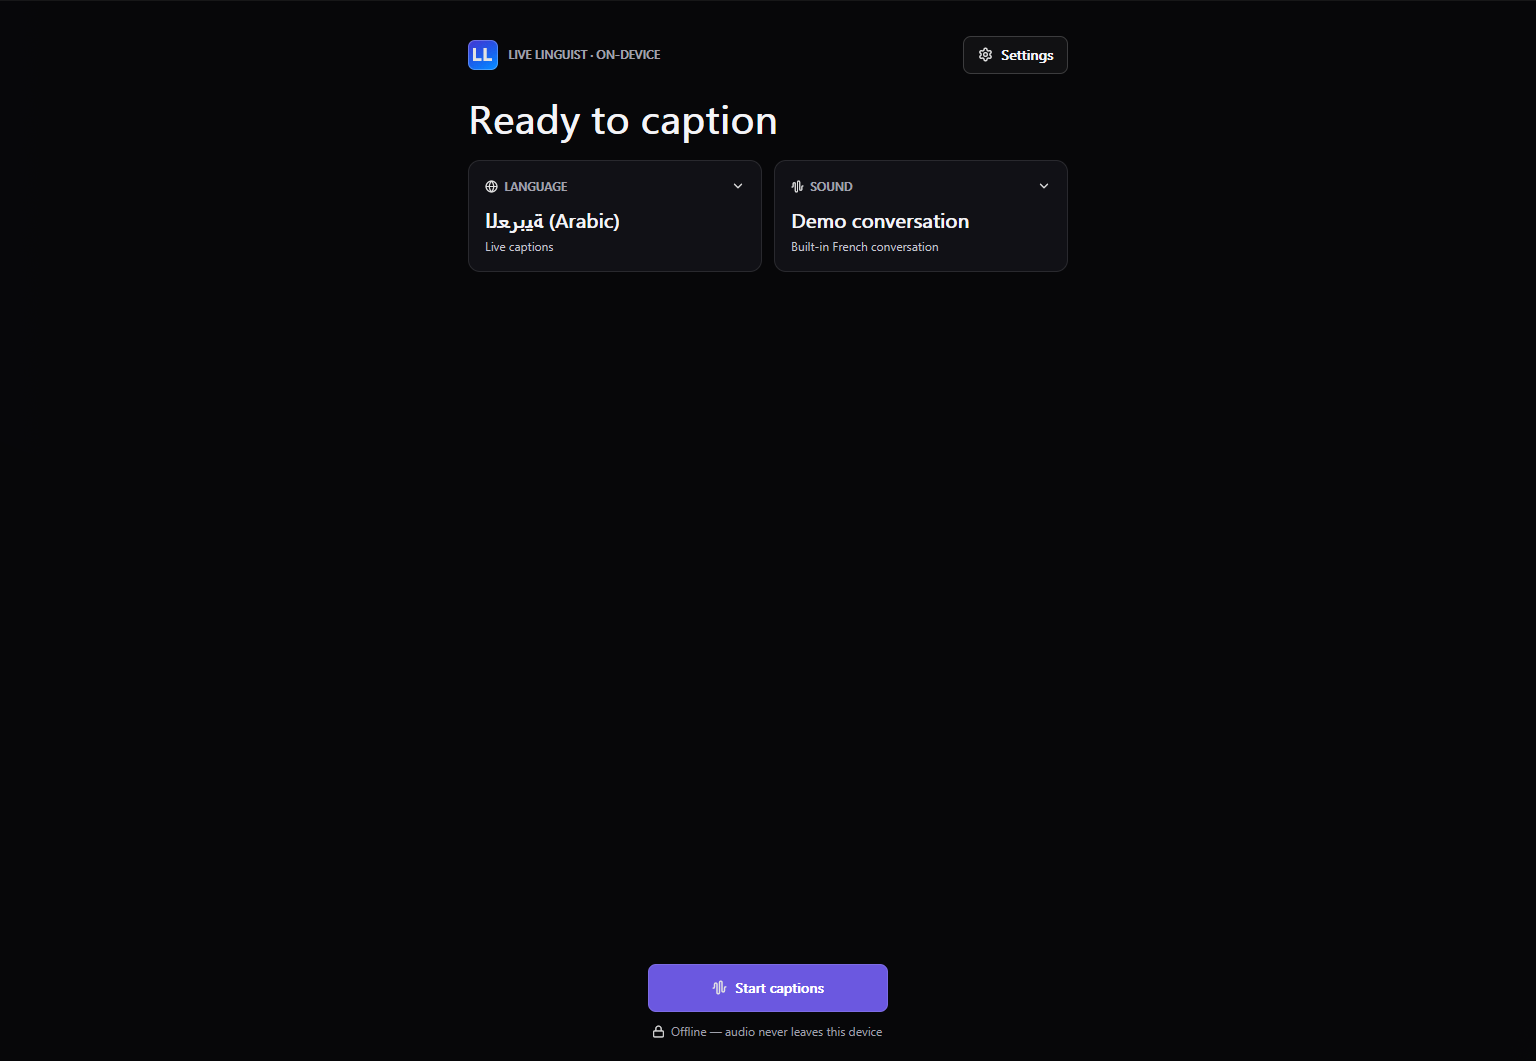 LL LIVE LINGUIST · ON-DEVICE
Settings
Ready to caption
LANGUAGE
ةيبرعلا (Arabic)
Live captions
SOUND
Demo conversation
Built-in French conversation
Start captions
Offline — audio never leaves this device